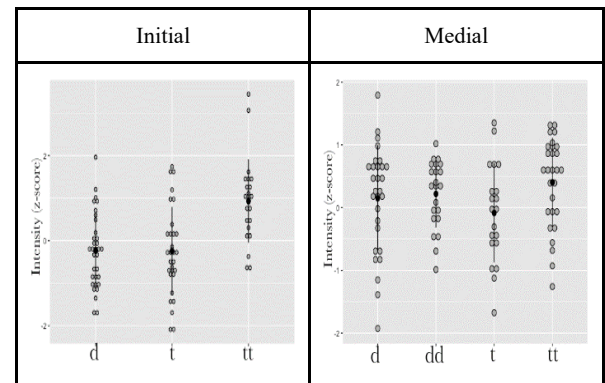 Initial
Medial
Intensity (z-score)
2
0
-2
d
t
tt
Intensity (z-score)
2
1
0
-1
-2
d
dd
t
tt